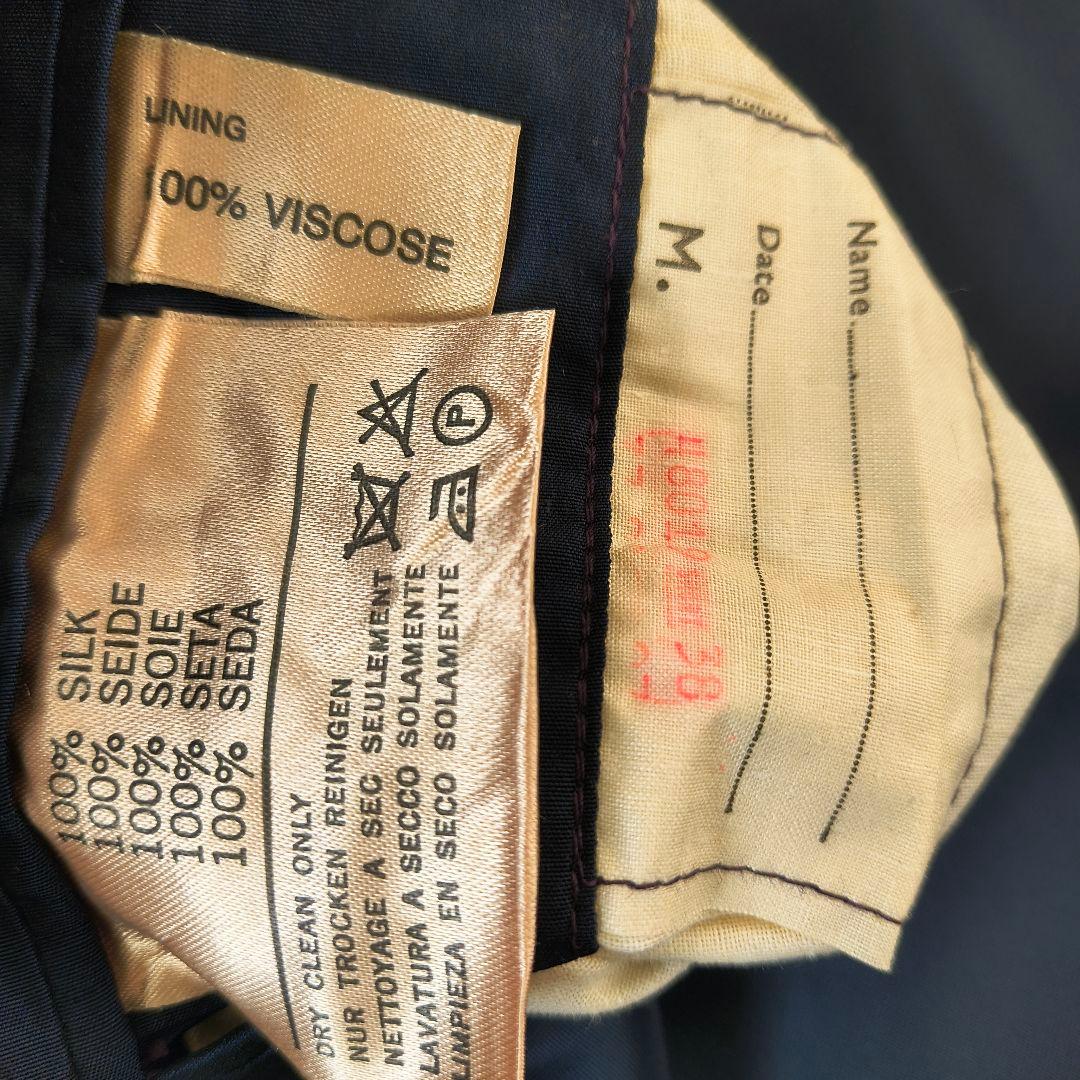 LINING
100% VISCOSE
100% SILK
100% SEIDE
100% SOIE
100% SETA
100% SEDA
DRY CLEAN ONLY
NUR TROCKEN REINIGEN
NETTOYAGE A SEC SEULEMENT
LAVATURA A SECCO SOLAMENTE
LIMPIEZA EN SECO SOLAMENTE
P
Name
Date
M.
38